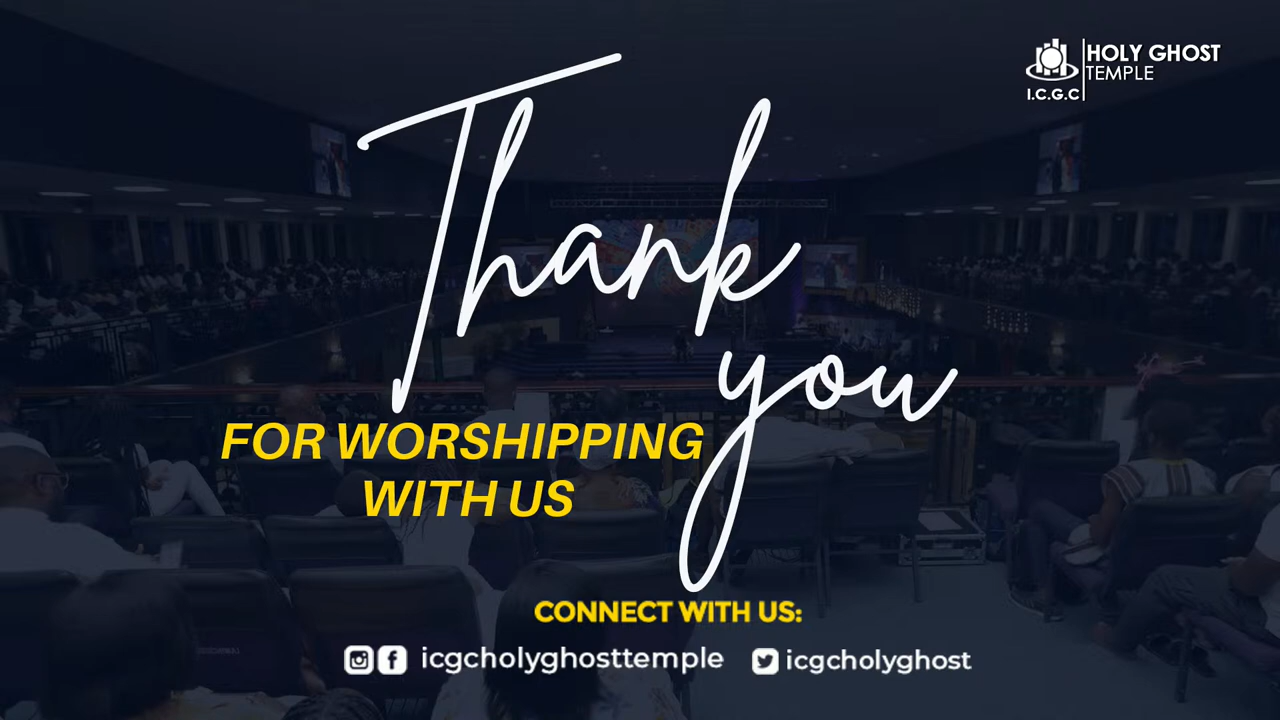 HOLY GHOST
TEMPLE
I.C.G.C
Thank
you
FOR WORSHIPPING
WITH US
CONNECT WITH US:
icgcholyghosttemple
icgcholyghost